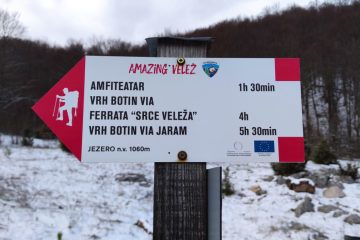 AMAZING VELEŽ
AMFITEATAR 1h 30min
VRH BOTIN VIA
FERRATA “SRCE VELEŽA” 4h
VRH BOTIN VIA JARAM 5h 30min
JEZERO n.v. 1060m